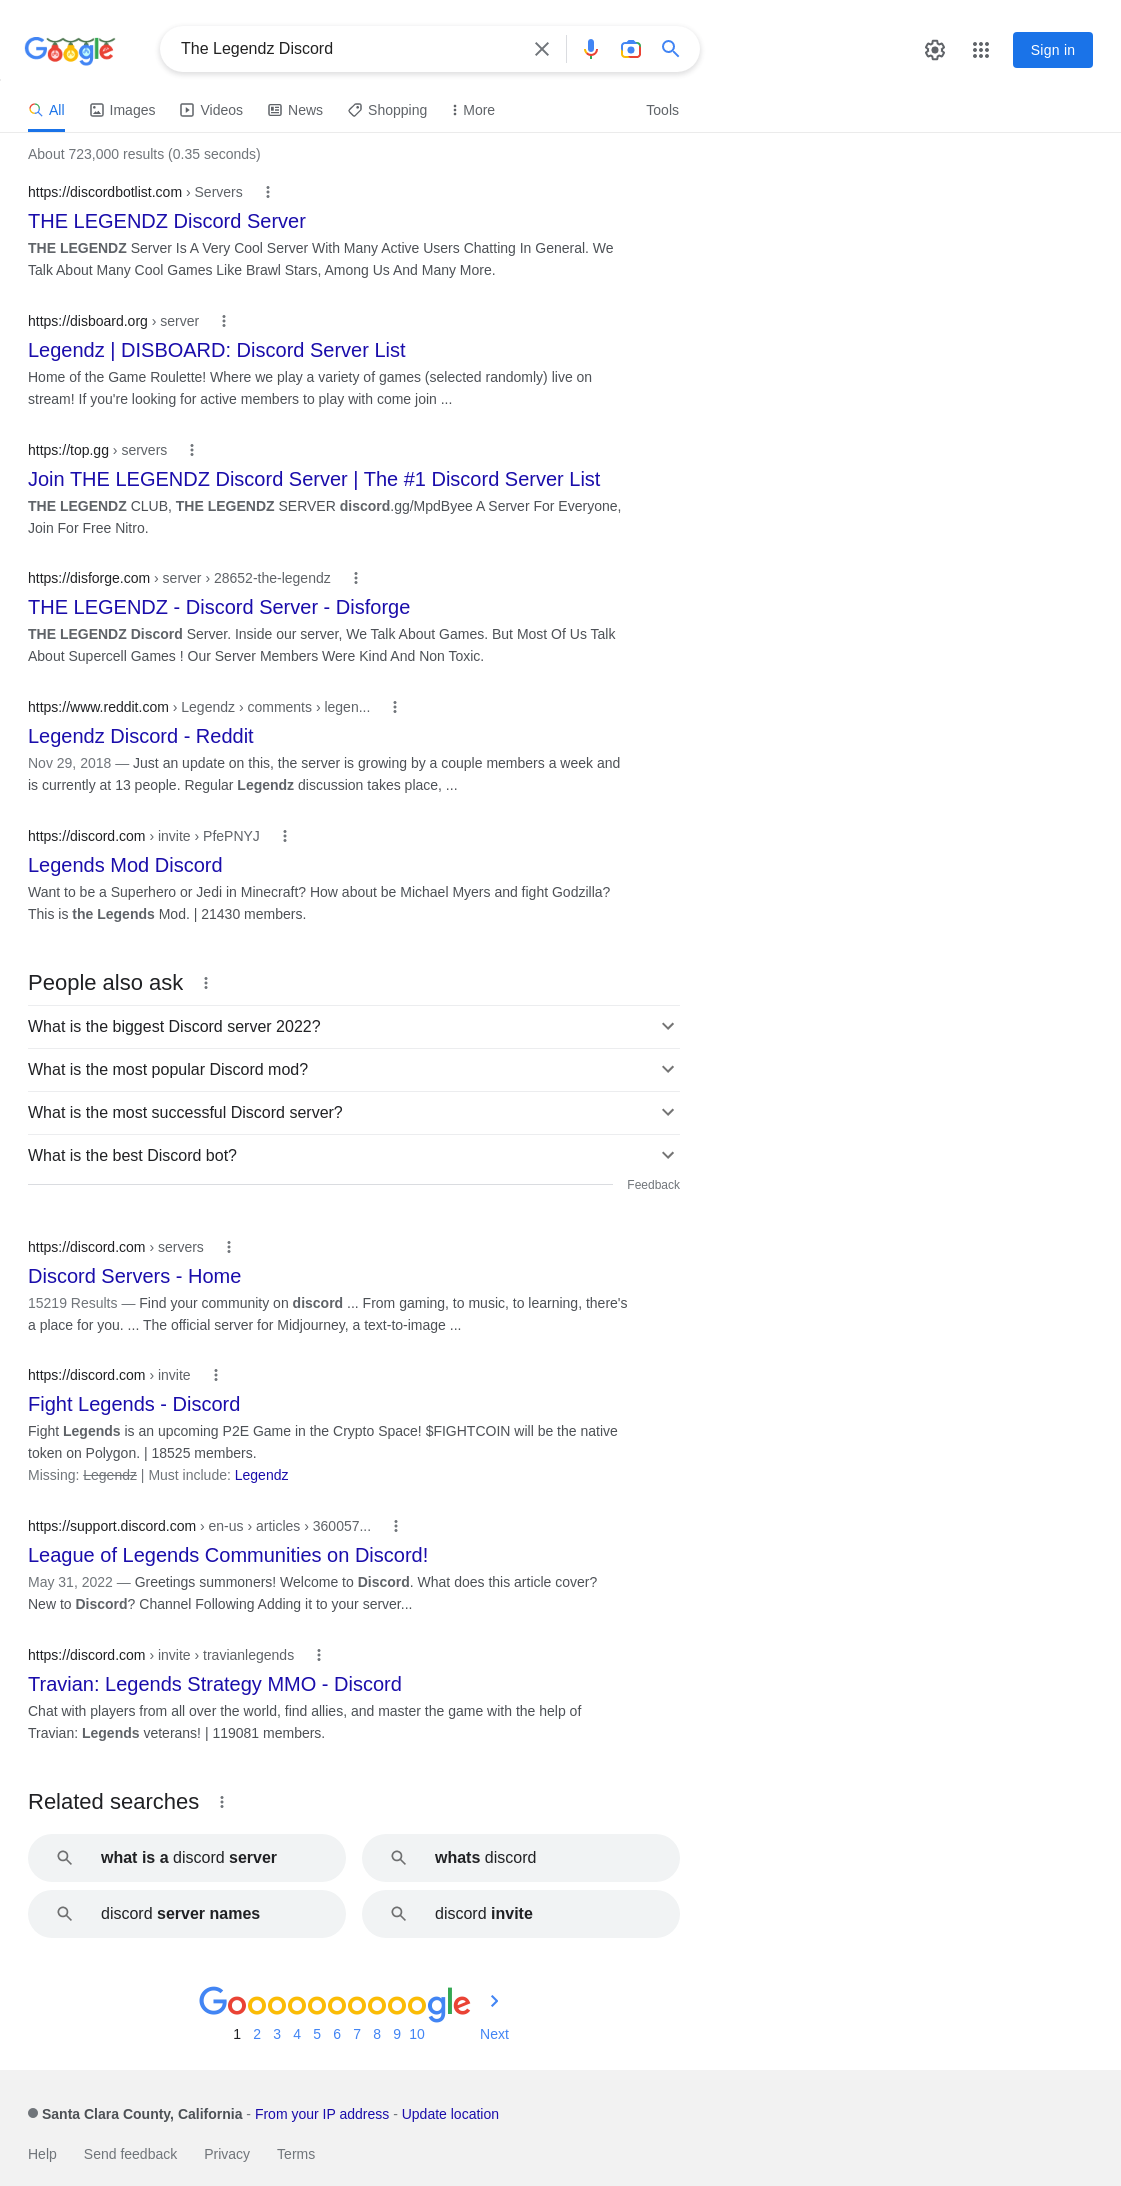 Google
The Legendz Discord
Sign in
All Images Videos News Shopping More Tools
About 723,000 results (0.35 seconds)
https://discordbotlist.com › Servers
THE LEGENDZ Discord Server
THE LEGENDZ Server Is A Very Cool Server With Many Active Users Chatting In General. We
Talk About Many Cool Games Like Brawl Stars, Among Us And Many More.
https://disboard.org › server
Legendz | DISBOARD: Discord Server List
Home of the Game Roulette! Where we play a variety of games (selected randomly) live on
stream! If you're looking for active members to play with come join ...
https://top.gg › servers
Join THE LEGENDZ Discord Server | The #1 Discord Server List
THE LEGENDZ CLUB, THE LEGENDZ SERVER discord.gg/MpdByee A Server For Everyone,
Join For Free Nitro.
https://disforge.com › server › 28652-the-legendz
THE LEGENDZ - Discord Server - Disforge
THE LEGENDZ Discord Server. Inside our server, We Talk About Games. But Most Of Us Talk
About Supercell Games ! Our Server Members Were Kind And Non Toxic.
https://www.reddit.com › Legendz › comments › legen...
Legendz Discord - Reddit
Nov 29, 2018 — Just an update on this, the server is growing by a couple members a week and
is currently at 13 people. Regular Legendz discussion takes place, ...
https://discord.com › invite › PfePNYJ
Legends Mod Discord
Want to be a Superhero or Jedi in Minecraft? How about be Michael Myers and fight Godzilla?
This is the Legends Mod. | 21430 members.
People also ask
What is the biggest Discord server 2022?
What is the most popular Discord mod?
What is the most successful Discord server?
What is the best Discord bot?
Feedback
https://discord.com › servers
Discord Servers - Home
15219 Results — Find your community on discord ... From gaming, to music, to learning, there's
a place for you. ... The official server for Midjourney, a text-to-image ...
https://discord.com › invite
Fight Legends - Discord
Fight Legends is an upcoming P2E Game in the Crypto Space! $FIGHTCOIN will be the native
token on Polygon. | 18525 members.
Missing: Legendz | Must include: Legendz
https://support.discord.com › en-us › articles › 360057...
League of Legends Communities on Discord!
May 31, 2022 — Greetings summoners! Welcome to Discord. What does this article cover?
New to Discord? Channel Following Adding it to your server...
https://discord.com › invite › travianlegends
Travian: Legends Strategy MMO - Discord
Chat with players from all over the world, find allies, and master the game with the help of
Travian: Legends veterans! | 119081 members.
Related searches
what is a discord server
whats discord
discord server names
discord invite
Goooooooooogle
1 2 3 4 5 6 7 8 9 10 Next
Santa Clara County, California - From your IP address - Update location
Help Send feedback Privacy Terms